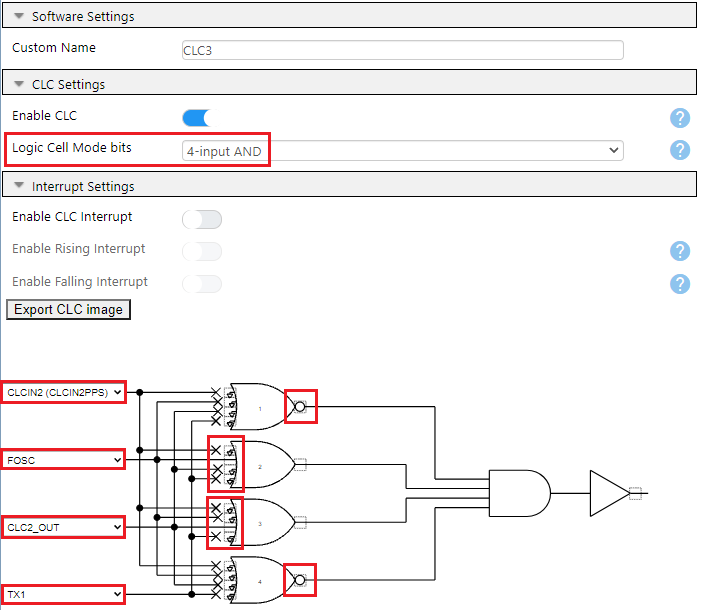 Software Settings
Custom Name CLC3
CLC Settings
Enable CLC ?
Logic Cell Mode bits 4-input AND ?
Interrupt Settings
Enable CLC Interrupt
Enable Rising Interrupt ?
Enable Falling Interrupt ?
Export CLC image
CLCIN2 (CLCIN2PPS)
1
FOSC
2
CLC2_OUT
3
TX1
4